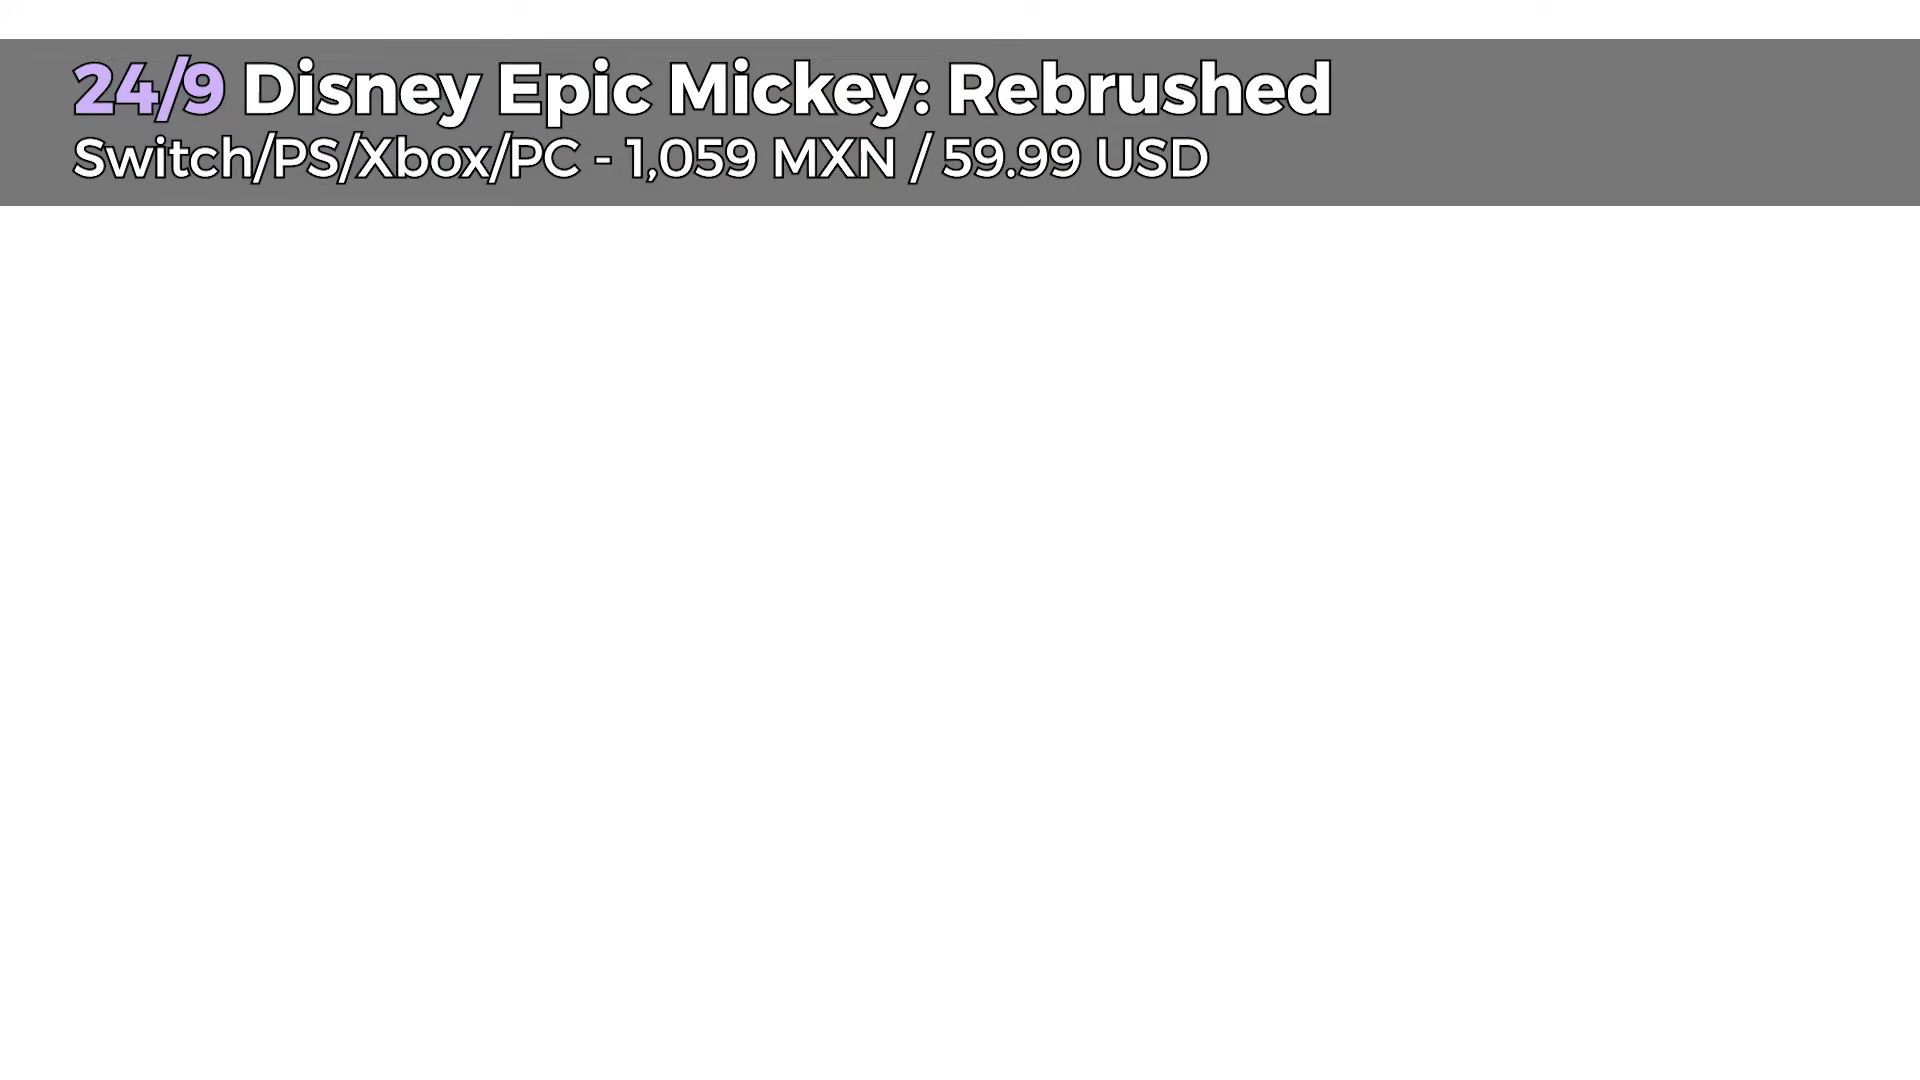 24/9 Disney Epic Mickey: Rebrushed
Switch/PS/Xbox/PC - 1,059 MXN / 59.99 USD